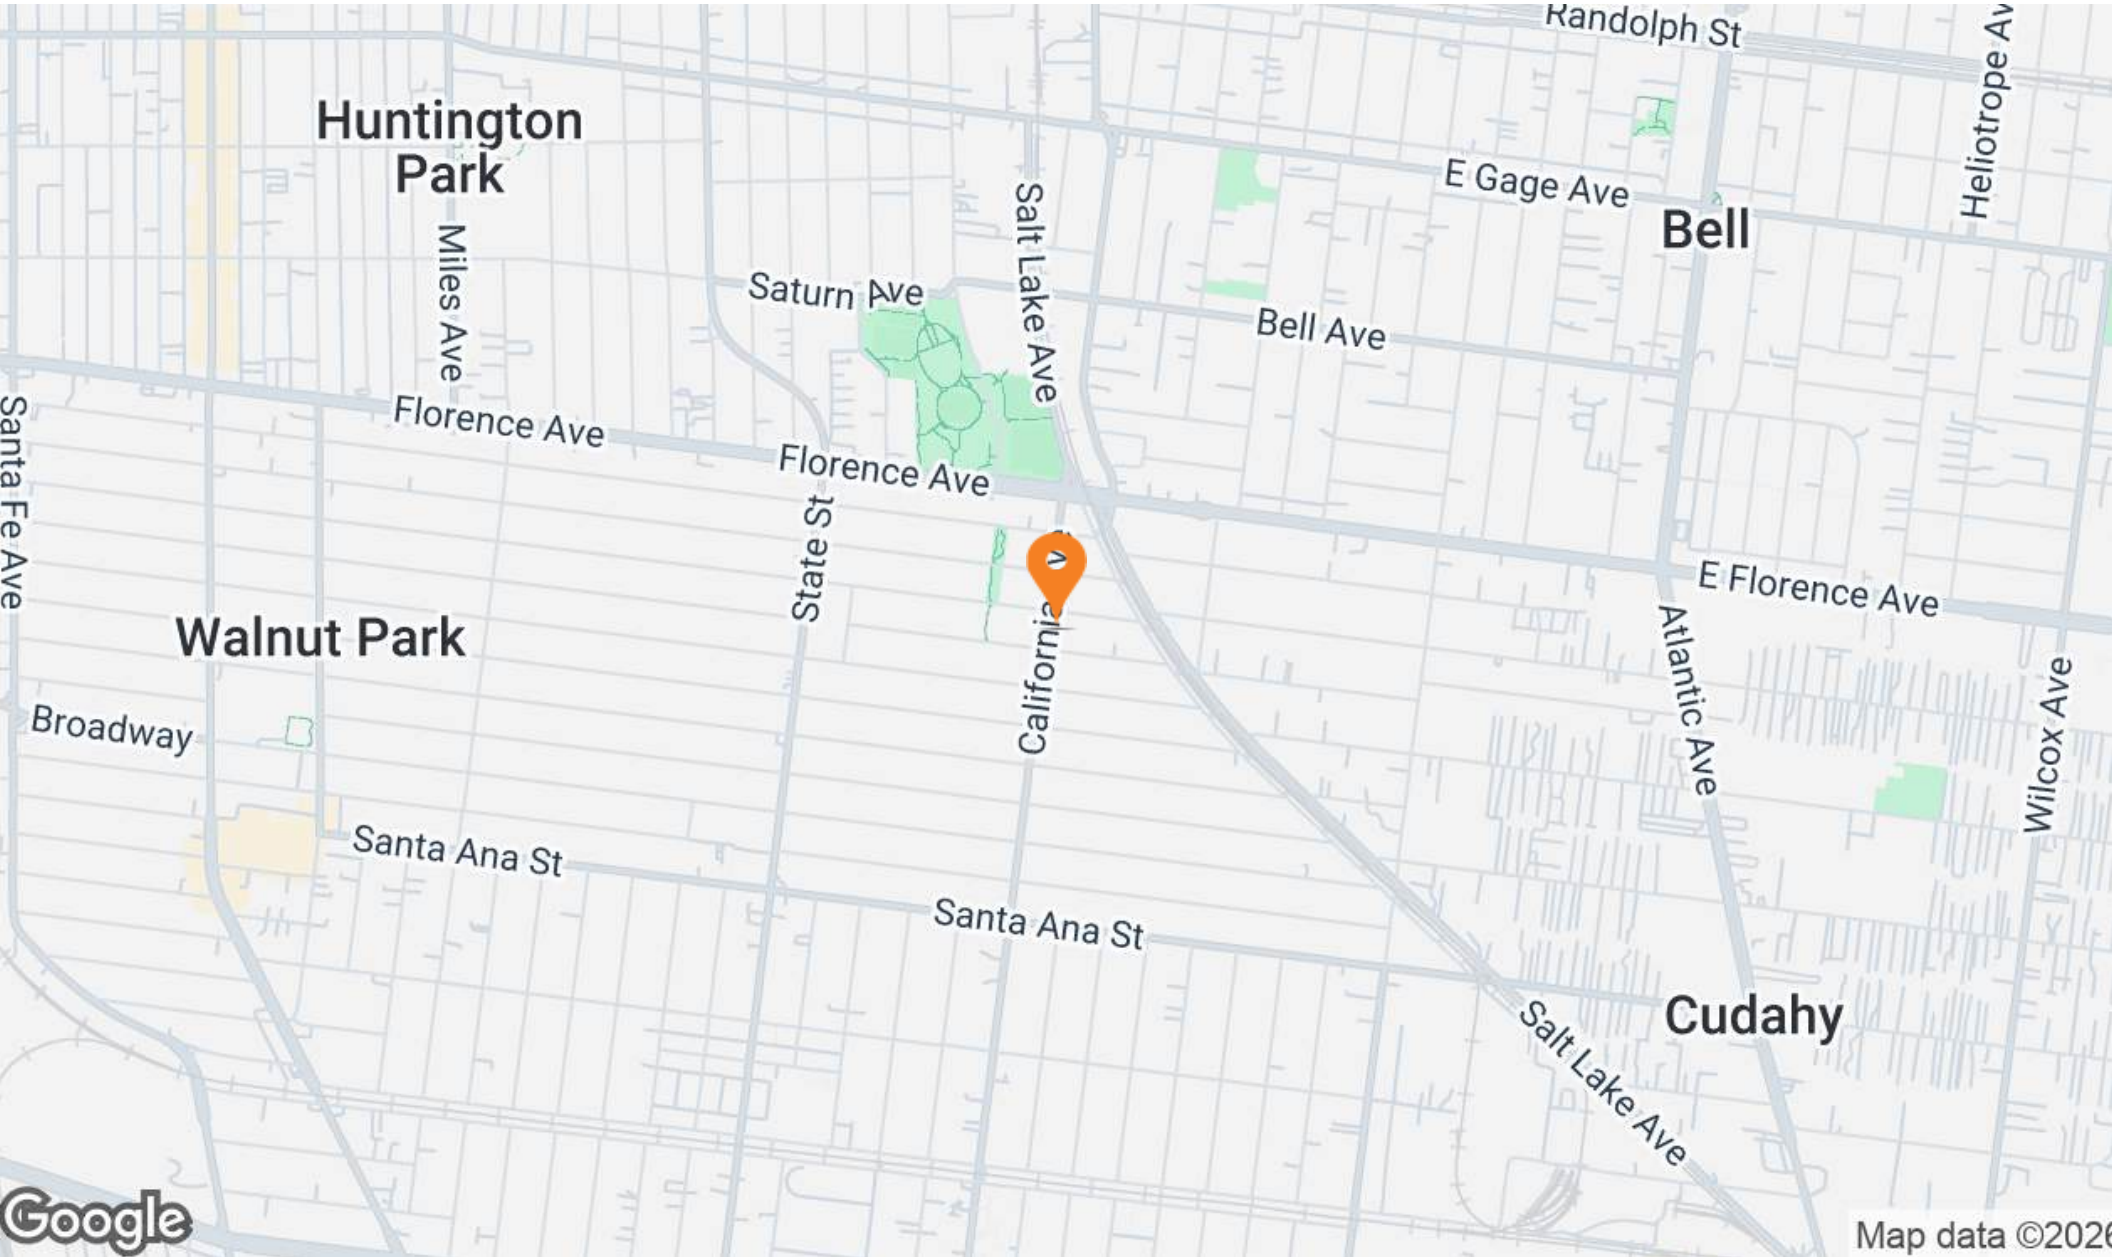 Randolph St
Heliotrope Av
Huntington
Park
E Gage Ave
Bell
Salt Lake Ave
Miles Ave
Saturn Ave
Bell Ave
Santa Fe Ave
Florence Ave
Florence Ave
State St
E Florence Ave
California
Walnut Park
Atlantic Ave
Wilcox Ave
Broadway
Santa Ana St
Santa Ana St
Cudahy
Salt Lake Ave
Google
Map data ©2026